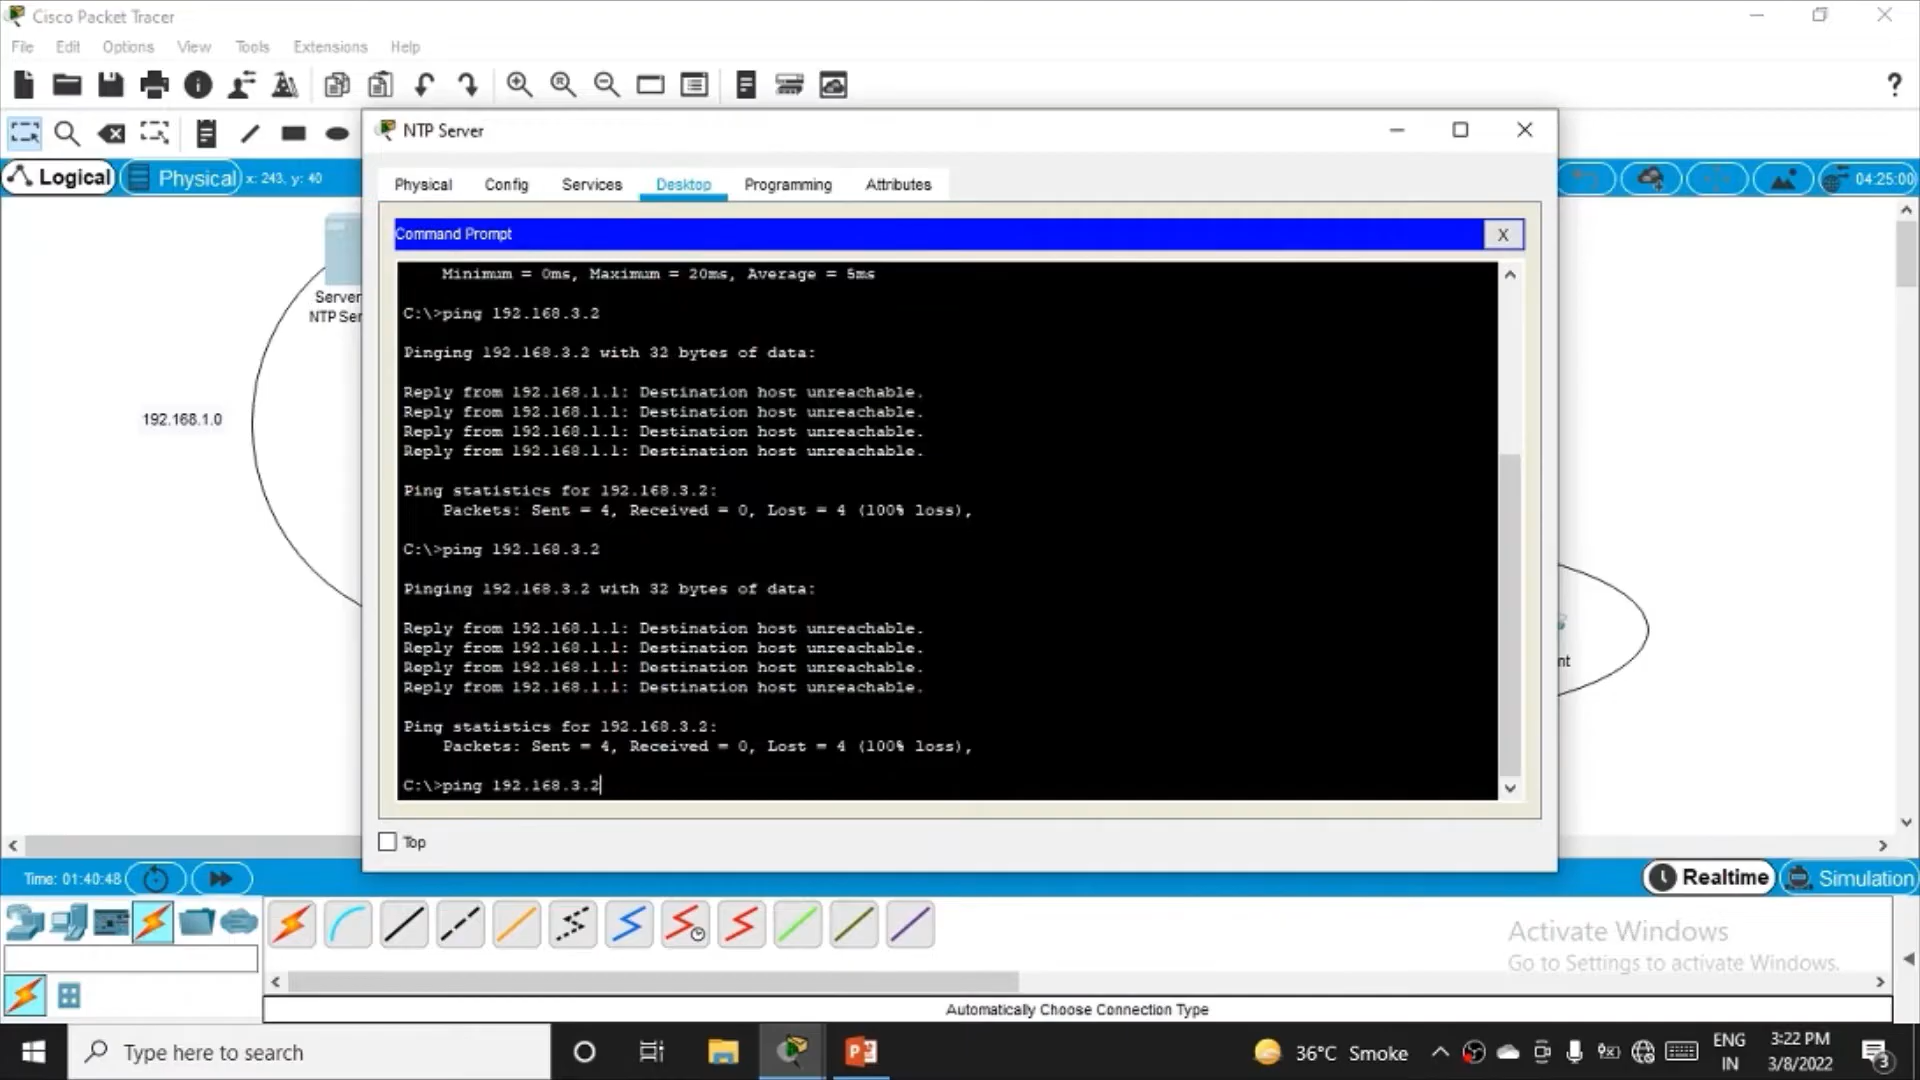 Cisco Packet Tracer
File Edit Options View Tools Extensions Help
?
NTP Server
Logical Physical x: 243, y: 40
04:25:00
Physical Config Services Desktop Programming Attributes
Command Prompt
X
Minimum = 0ms, Maximum = 20ms, Average = 5ms
C:\>ping 192.168.3.2
Pinging 192.168.3.2 with 32 bytes of data:
Reply from 192.168.1.1: Destination host unreachable.
Reply from 192.168.1.1: Destination host unreachable.
Reply from 192.168.1.1: Destination host unreachable.
Reply from 192.168.1.1: Destination host unreachable.
Ping statistics for 192.168.3.2:
Packets: Sent = 4, Received = 0, Lost = 4 (100% loss),
C:\>ping 192.168.3.2
Pinging 192.168.3.2 with 32 bytes of data:
Reply from 192.168.1.1: Destination host unreachable.
Reply from 192.168.1.1: Destination host unreachable.
Reply from 192.168.1.1: Destination host unreachable.
Reply from 192.168.1.1: Destination host unreachable.
Ping statistics for 192.168.3.2:
Packets: Sent = 4, Received = 0, Lost = 4 (100% loss),
C:\>ping 192.168.3.2
Server
NTP Ser
192.168.1.0
nt
Top
Time: 01:40:48
Realtime Simulation
Activate Windows
Go to Settings to activate Windows.
Automatically Choose Connection Type
Type here to search
36°C Smoke
ENG
IN
3:22 PM
3/8/2022
3